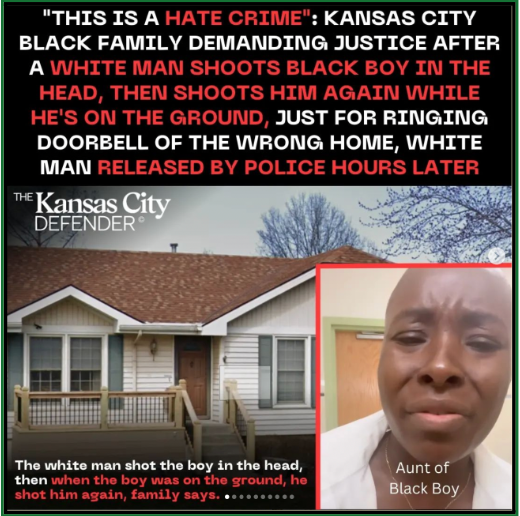 "THIS IS A HATE CRIME": KANSAS CITY
BLACK FAMILY DEMANDING JUSTICE AFTER
A WHITE MAN SHOOTS BLACK BOY IN THE
HEAD, THEN SHOOTS HIM AGAIN WHILE
HE'S ON THE GROUND, JUST FOR RINGING
DOORBELL OF THE WRONG HOME, WHITE
MAN RELEASED BY POLICE HOURS LATER
THE Kansas City
DEFENDER©
Aunt of
Black Boy
The white man shot the boy in the head,
then when the boy was on the ground, he
shot him again, family says.